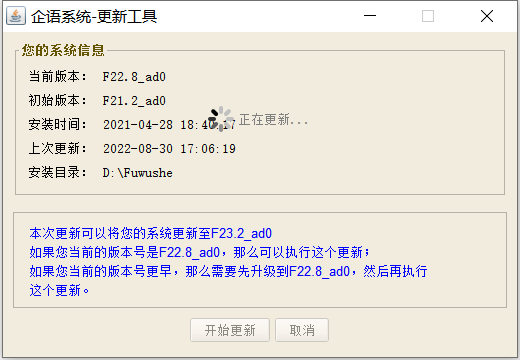 企语系统-更新工具
您的系统信息
当前版本： F22.8_ad0
初始版本： F21.2_ad0
安装时间： 2021-04-28 18:40:17
正在更新...
上次更新： 2022-08-30 17:06:19
安装目录： D:\Fuwushe
本次更新可以将您的系统更新至F23.2_ad0
如果您当前的版本号是F22.8_ad0，那么可以执行这个更新；
如果您当前的版本号更早，那么需要先升级到F22.8_ad0，然后再执行
这个更新。
开始更新 取消